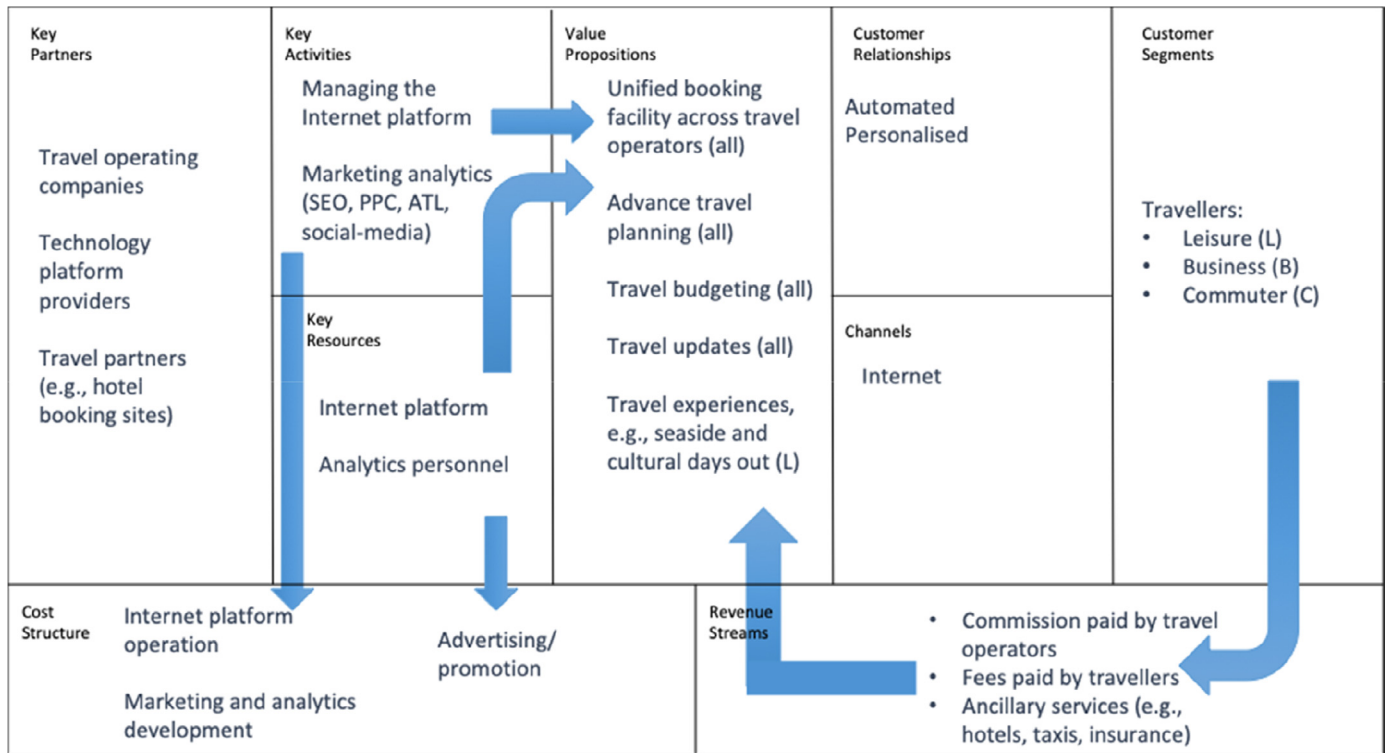 Key
Partners
Travel operating
companies
Technology
platform
providers
Travel partners
(e.g., hotel
booking sites)
Key
Activities
Managing the
Internet platform
Marketing analytics
(SEO, PPC, ATL,
social-media)
Key
Resources
Internet platform
Analytics personnel
Value
Propositions
Unified booking
facility across travel
operators (all)
Advance travel
planning (all)
Travel budgeting (all)
Travel updates (all)
Travel experiences,
e.g., seaside and
cultural days out (L)
Customer
Relationships
Automated
Personalised
Channels
Internet
Customer
Segments
Travellers:
• Leisure (L)
• Business (B)
• Commuter (C)
Cost
Structure
Internet platform
operation
Marketing and analytics
development
Advertising/
promotion
Revenue
Streams
• Commission paid by travel
operators
• Fees paid by travellers
• Ancillary services (e.g.,
hotels, taxis, insurance)